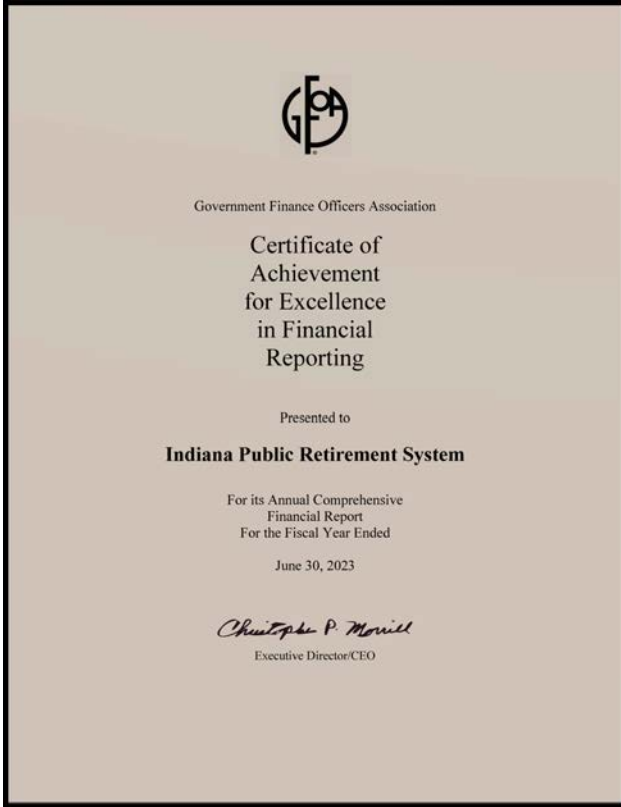 GFOA
Government Finance Officers Association
Certificate of
Achievement
for Excellence
in Financial
Reporting
Presented to
Indiana Public Retirement System
For its Annual Comprehensive
Financial Report
For the Fiscal Year Ended
June 30, 2023
Christopher P. Morrill
Executive Director/CEO